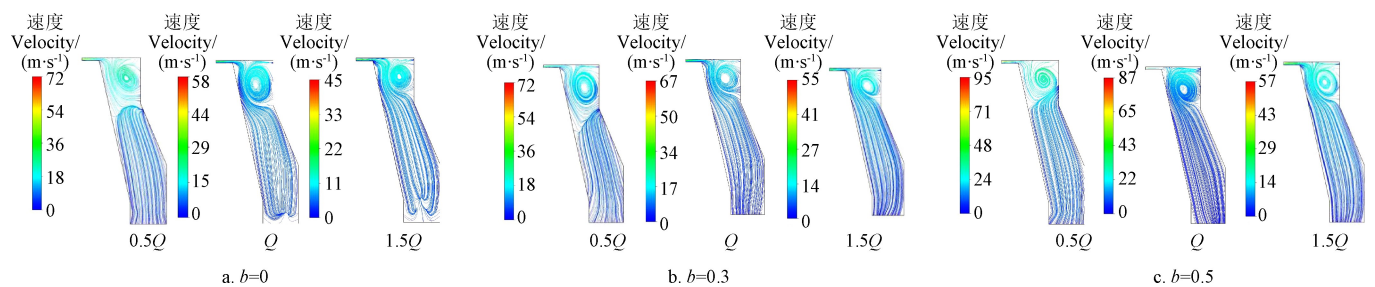 速度
Velocity/
(m·s⁻¹)
72
54
36
18
0
0.5Q
速度
Velocity/
(m·s⁻¹)
58
44
29
15
0
Q
速度
Velocity/
(m·s⁻¹)
45
33
22
11
0
1.5Q
a. b=0
速度
Velocity/
(m·s⁻¹)
72
54
36
18
0
0.5Q
速度
Velocity/
(m·s⁻¹)
67
50
34
17
0
Q
速度
Velocity/
(m·s⁻¹)
55
41
27
14
0
1.5Q
b. b=0.3
速度
Velocity/
(m·s⁻¹)
95
71
48
24
0
0.5Q
速度
Velocity/
(m·s⁻¹)
87
65
43
22
0
Q
速度
Velocity/
(m·s⁻¹)
57
43
29
14
0
1.5Q
c. b=0.5